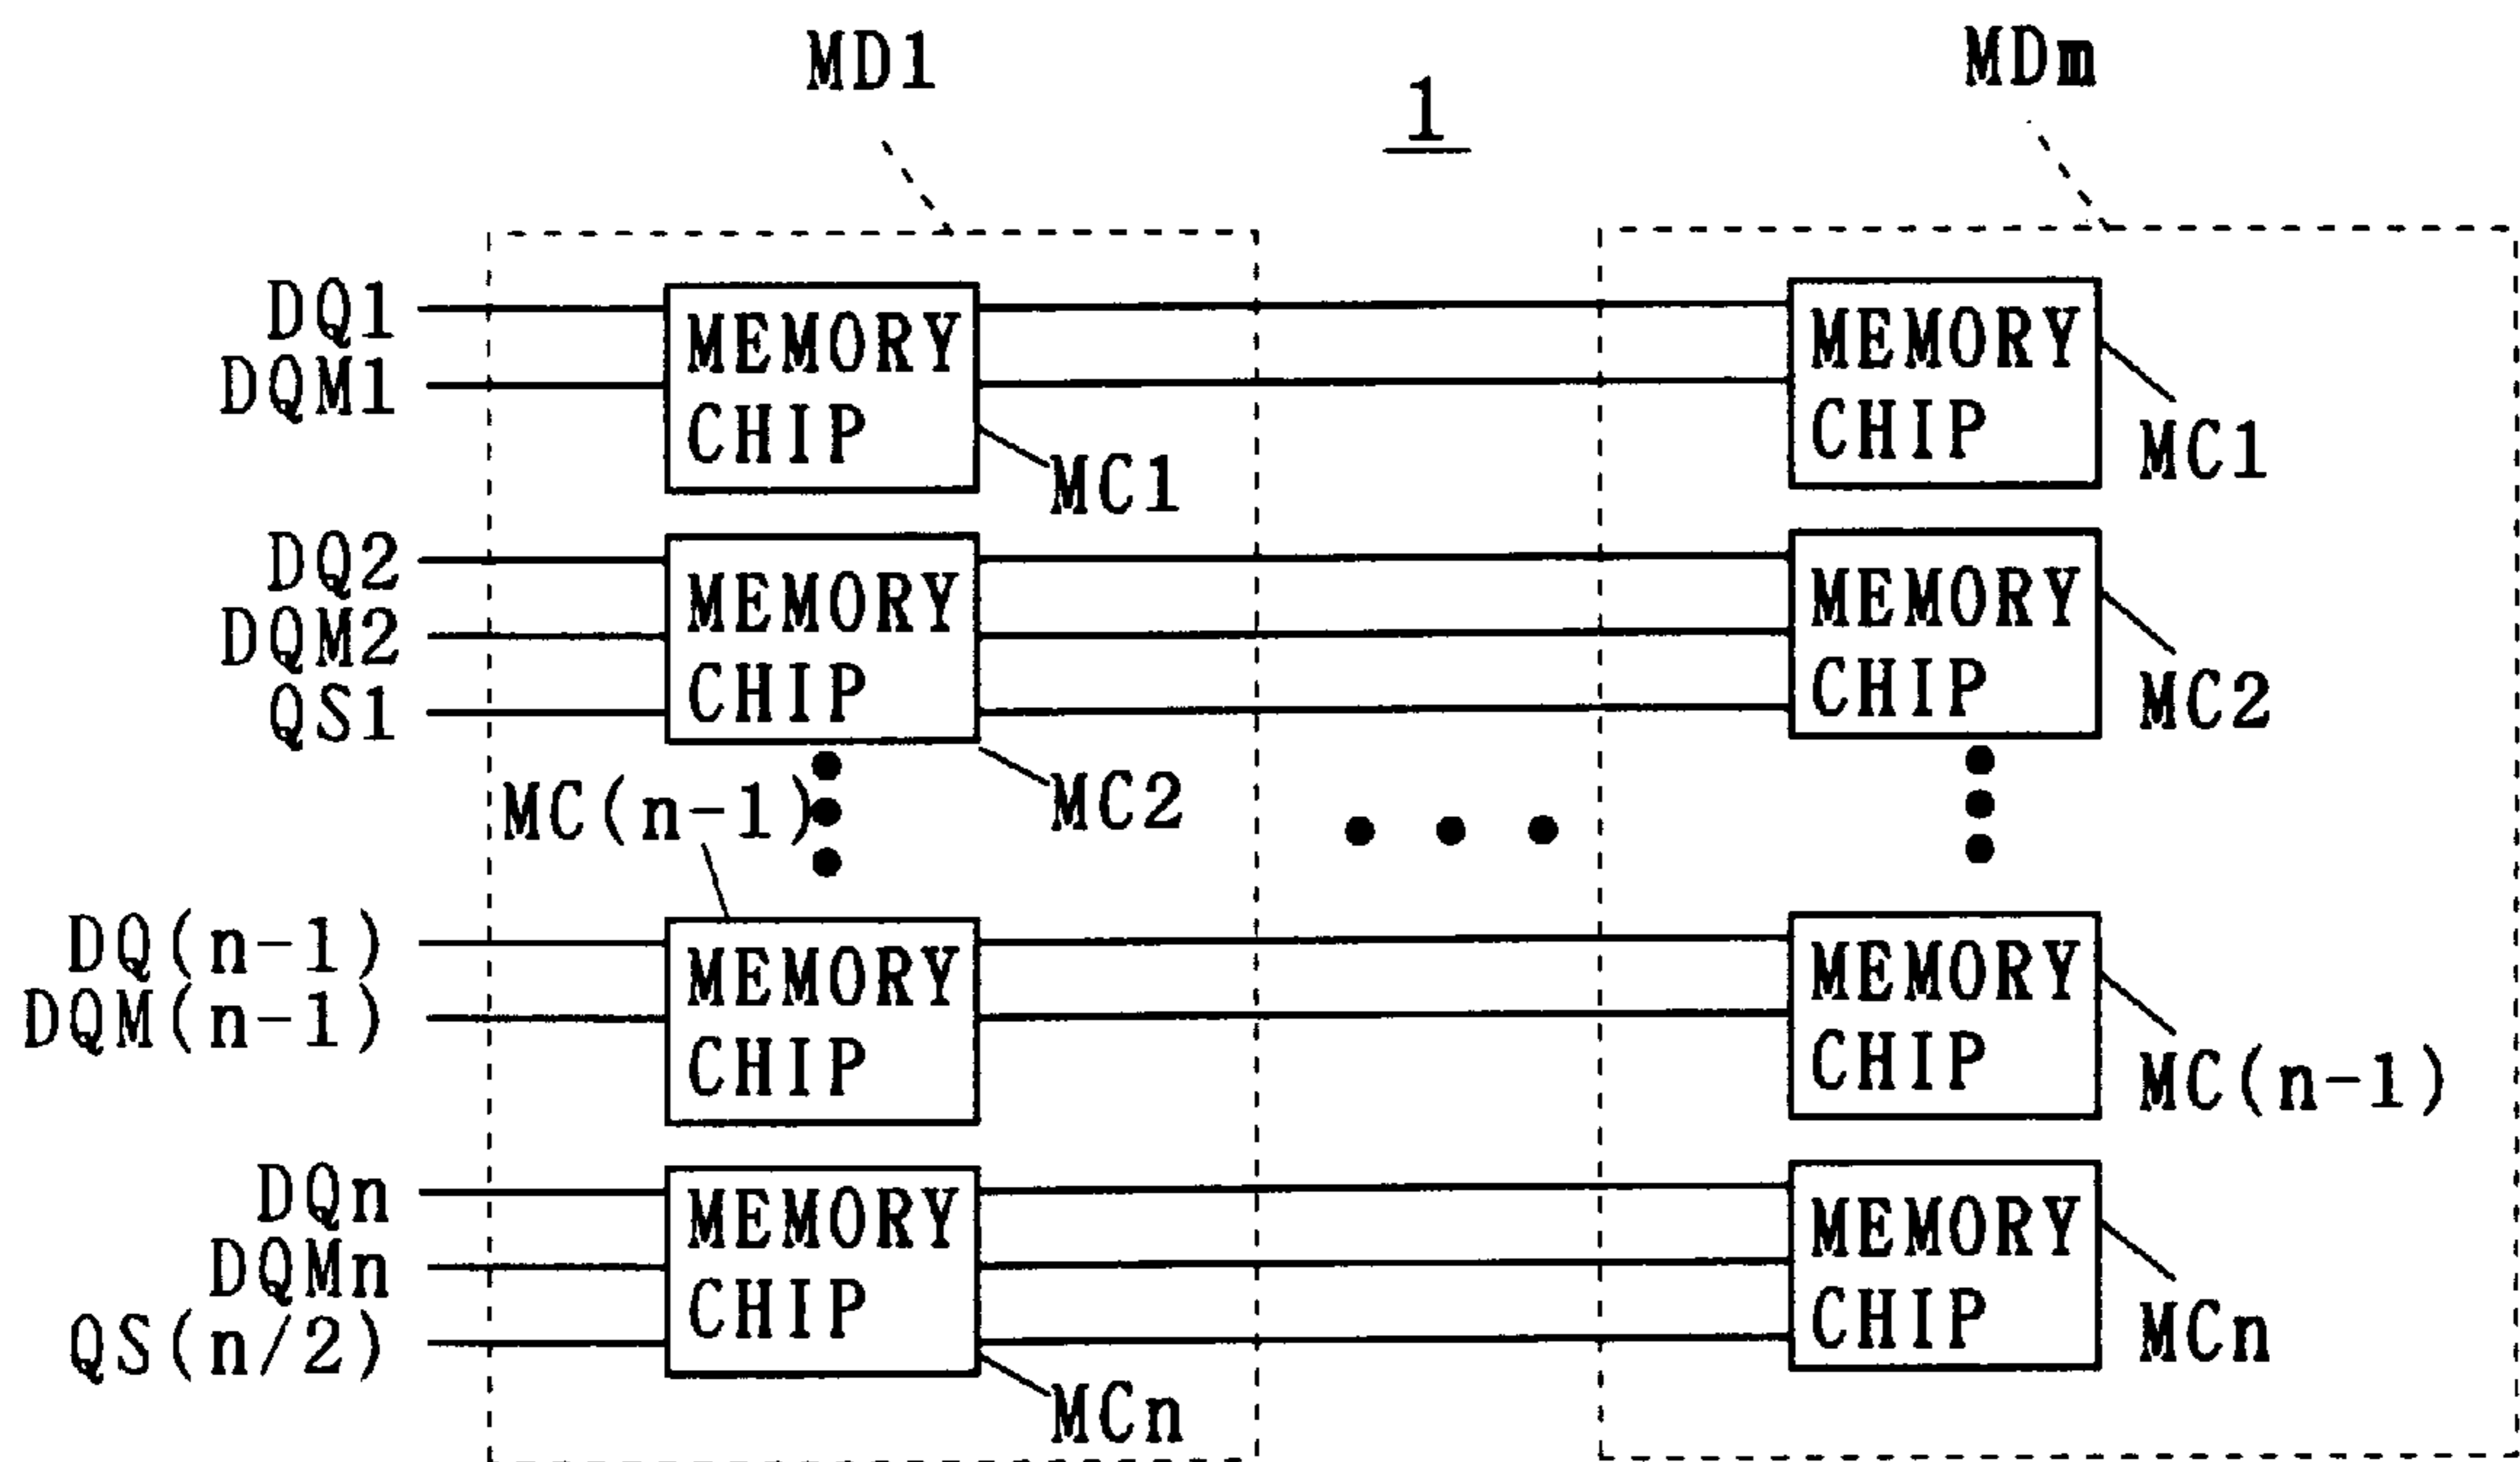 MD1
1
MDm
DQ1
DQM1
MEMORY
CHIP
MC1
MEMORY
CHIP
MC1
DQ2
DQM2
QS1
MEMORY
CHIP
MC2
MEMORY
CHIP
MC2
MC(n-1)
DQ(n-1)
DQM(n-1)
MEMORY
CHIP
MEMORY
CHIP
MC(n-1)
DQn
DQMn
QS(n/2)
MEMORY
CHIP
MCn
MEMORY
CHIP
MCn